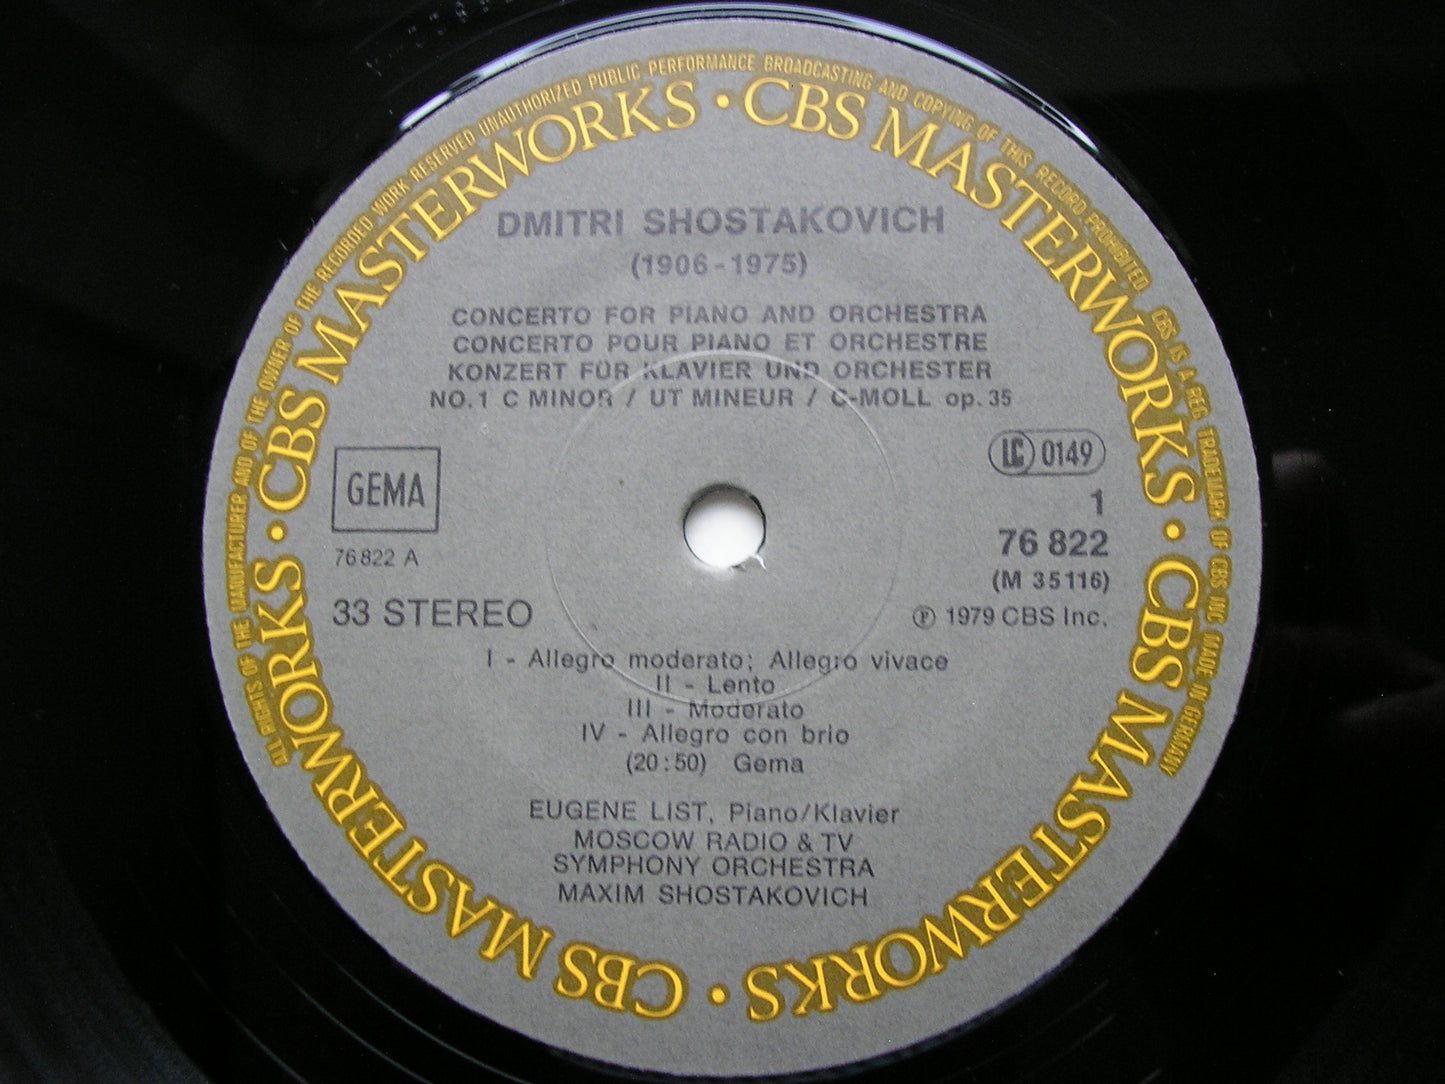 ALL RIGHTS OF THE MANUFACTURER AND OF THE OWNER OF THE RECORDED WORK RESERVED UNAUTHORIZED PUBLIC PERFORMANCE BROADCASTING AND COPYING OF THIS RECORD PROHIBITED. CBS IS A REG. TRADEMARK OF CBS INC MADE IN GERMANY
CBS MASTERWORKS · CBS MASTERWORKS · CBS MASTERWORKS · CBS MASTERWORKS ·
DMITRI SHOSTAKOVICH
(1906-1975)
CONCERTO FOR PIANO AND ORCHESTRA
CONCERTO POUR PIANO ET ORCHESTRE
KONZERT FÜR KLAVIER UND ORCHESTER
NO.1 C MINOR / UT MINEUR / C-MOLL op.35
GEMA
LC 0149
1
76 822 A
76 822
(M 35116)
33 STEREO
Ⓟ 1979 CBS Inc.
I - Allegro moderato; Allegro vivace
II - Lento
III - Moderato
IV - Allegro con brio
(20:50) Gema
EUGENE LIST, Piano/Klavier
MOSCOW RADIO & TV
SYMPHONY ORCHESTRA
MAXIM SHOSTAKOVICH